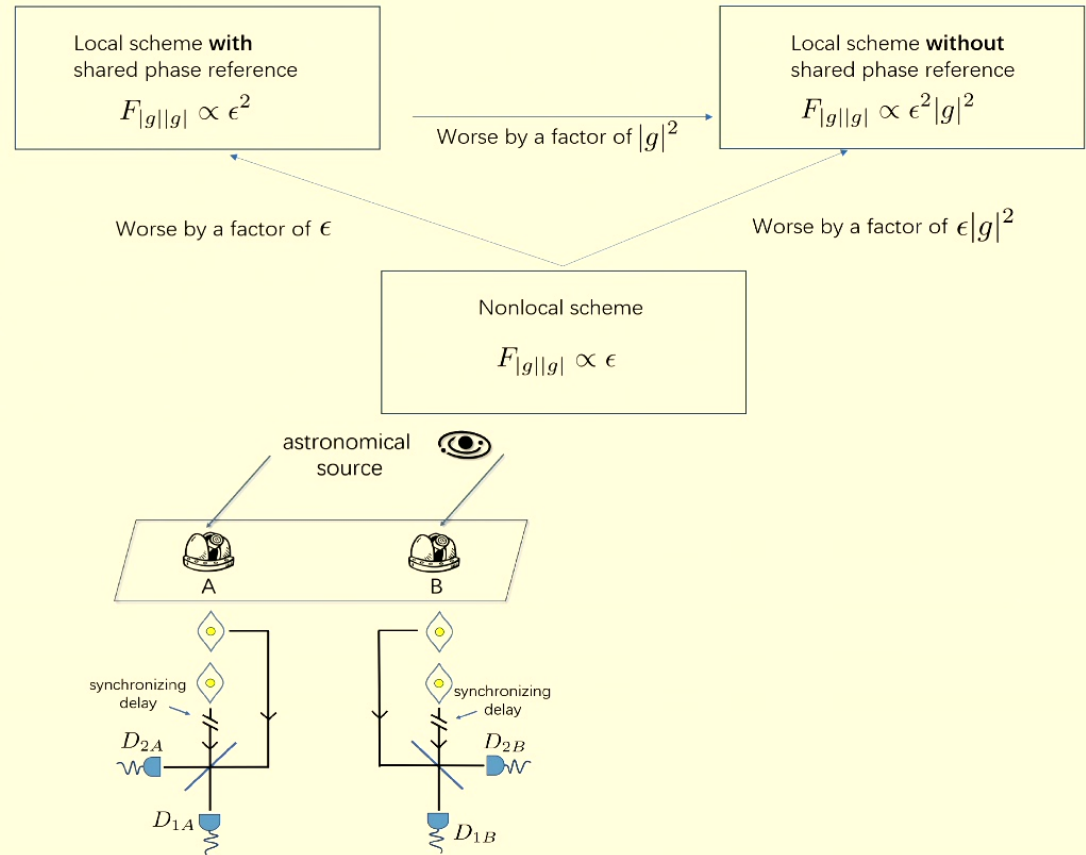 Local scheme with
shared phase reference
F_{|g||g|} ∝ ϵ^2
Worse by a factor of |g|^2
Local scheme without
shared phase reference
F_{|g||g|} ∝ ϵ^2|g|^2
Worse by a factor of ϵ
Worse by a factor of ϵ|g|^2
Nonlocal scheme
F_{|g||g|} ∝ ϵ
astronomical
source
A
B
synchronizing
delay
synchronizing
delay
D_{2A}
D_{2B}
D_{1A}
D_{1B}